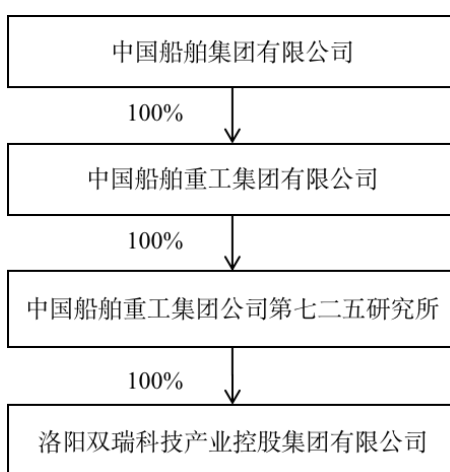 中国船舶集团有限公司
100%
中国船舶重工集团有限公司
100%
中国船舶重工集团公司第七二五研究所
100%
洛阳双瑞科技产业控股集团有限公司